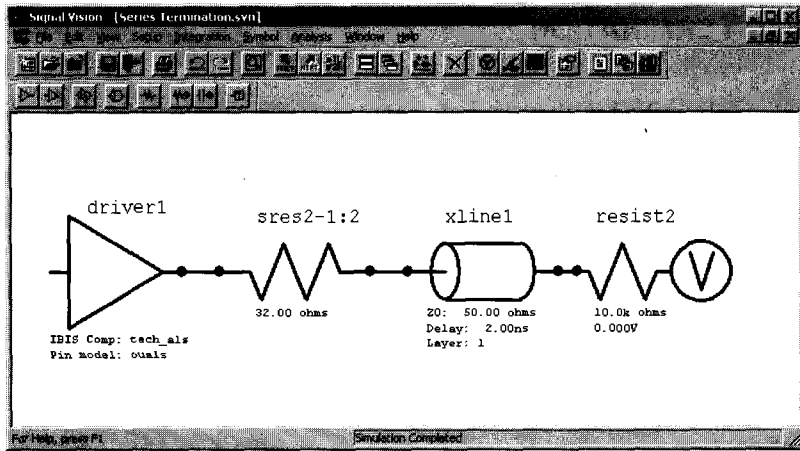 Signal Vision - [Series Termination.svn]
File Edit View Setup Integration Symbol Analysis Window Help
driver1
sres2-1:2
xline1
resist2
32.00 ohms
Z0: 50.00 ohms
Delay: 2.00ns
Layer: 1
10.0k ohms
0.000V
V
IBIS Comp: tech_als
Pin model: ouals
For Help, press F1
Simulation Completed